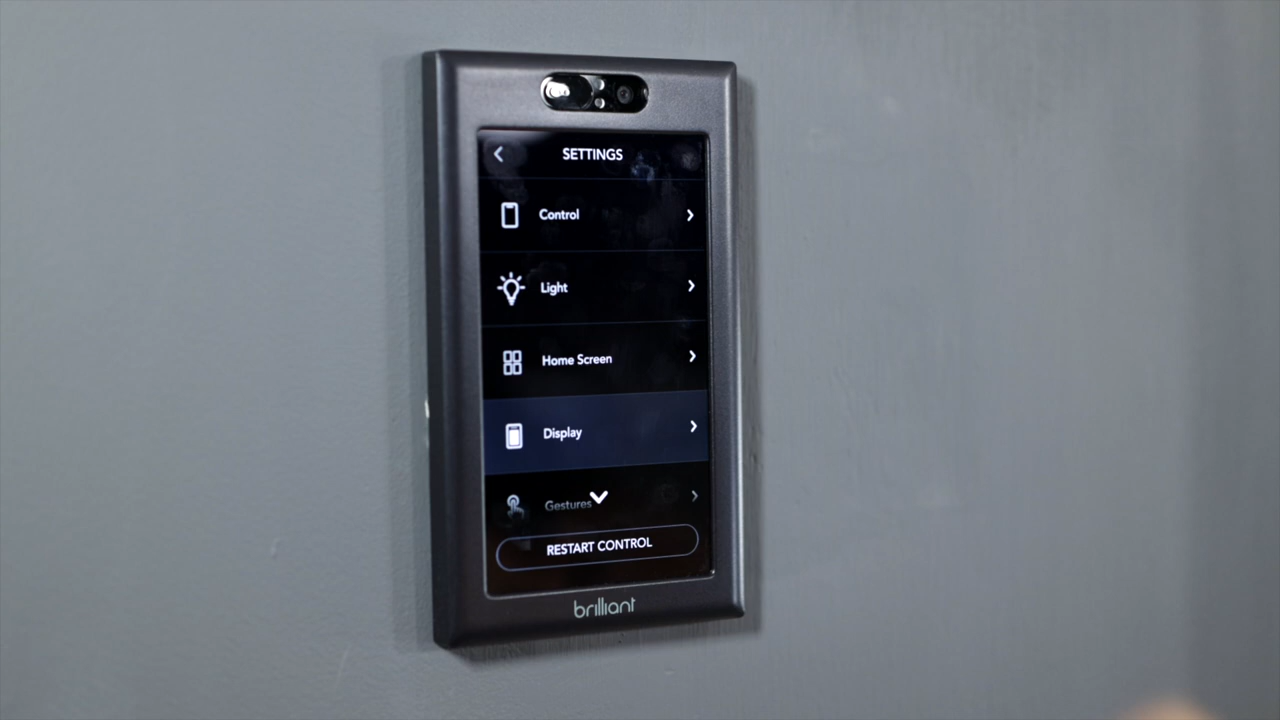 SETTINGS
Control
Light
Home Screen
Display
Gestures
RESTART CONTROL
brilliant